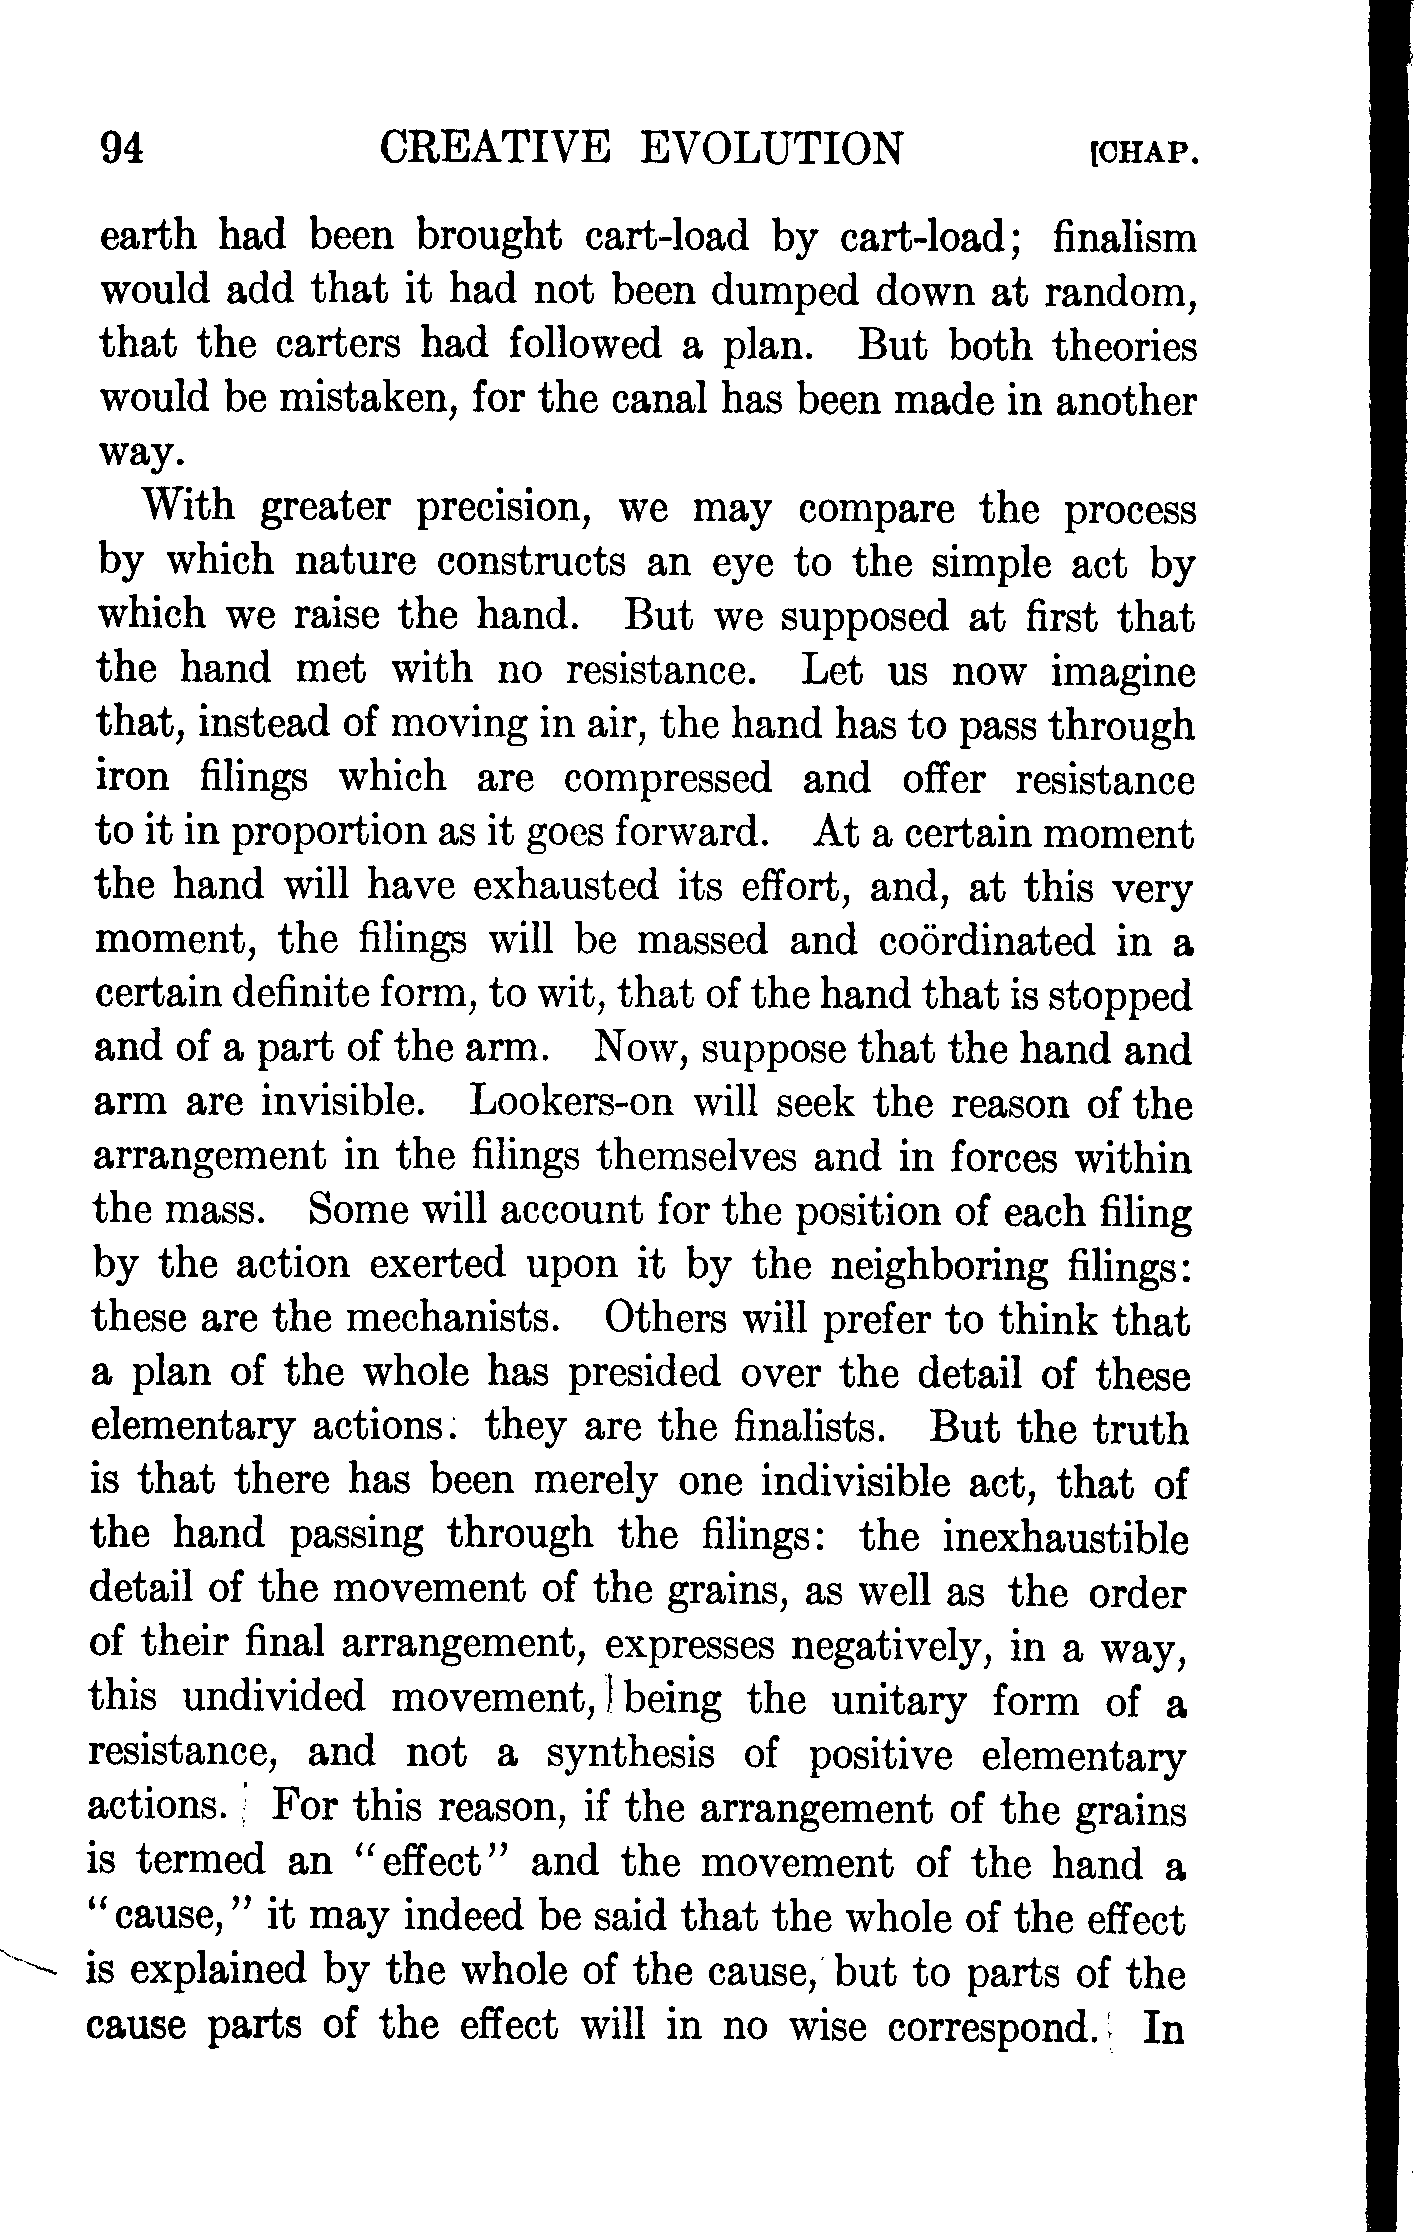 94 CREATIVE EVOLUTION [CHAP.
earth had been brought cart-load by cart-load; finalism
would add that it had not been dumped down at random,
that the carters had followed a plan. But both theories
would be mistaken, for the canal has been made in another
way.
With greater precision, we may compare the process
by which nature constructs an eye to the simple act by
which we raise the hand. But we supposed at first that
the hand met with no resistance. Let us now imagine
that, instead of moving in air, the hand has to pass through
iron filings which are compressed and offer resistance
to it in proportion as it goes forward. At a certain moment
the hand will have exhausted its effort, and, at this very
moment, the filings will be massed and coördinated in a
certain definite form, to wit, that of the hand that is stopped
and of a part of the arm. Now, suppose that the hand and
arm are invisible. Lookers-on will seek the reason of the
arrangement in the filings themselves and in forces within
the mass. Some will account for the position of each filing
by the action exerted upon it by the neighboring filings:
these are the mechanists. Others will prefer to think that
a plan of the whole has presided over the detail of these
elementary actions: they are the finalists. But the truth
is that there has been merely one indivisible act, that of
the hand passing through the filings: the inexhaustible
detail of the movement of the grains, as well as the order
of their final arrangement, expresses negatively, in a way,
this undivided movement, being the unitary form of a
resistance, and not a synthesis of positive elementary
actions. For this reason, if the arrangement of the grains
is termed an "effect" and the movement of the hand a
"cause," it may indeed be said that the whole of the effect
is explained by the whole of the cause, but to parts of the
cause parts of the effect will in no wise correspond. In